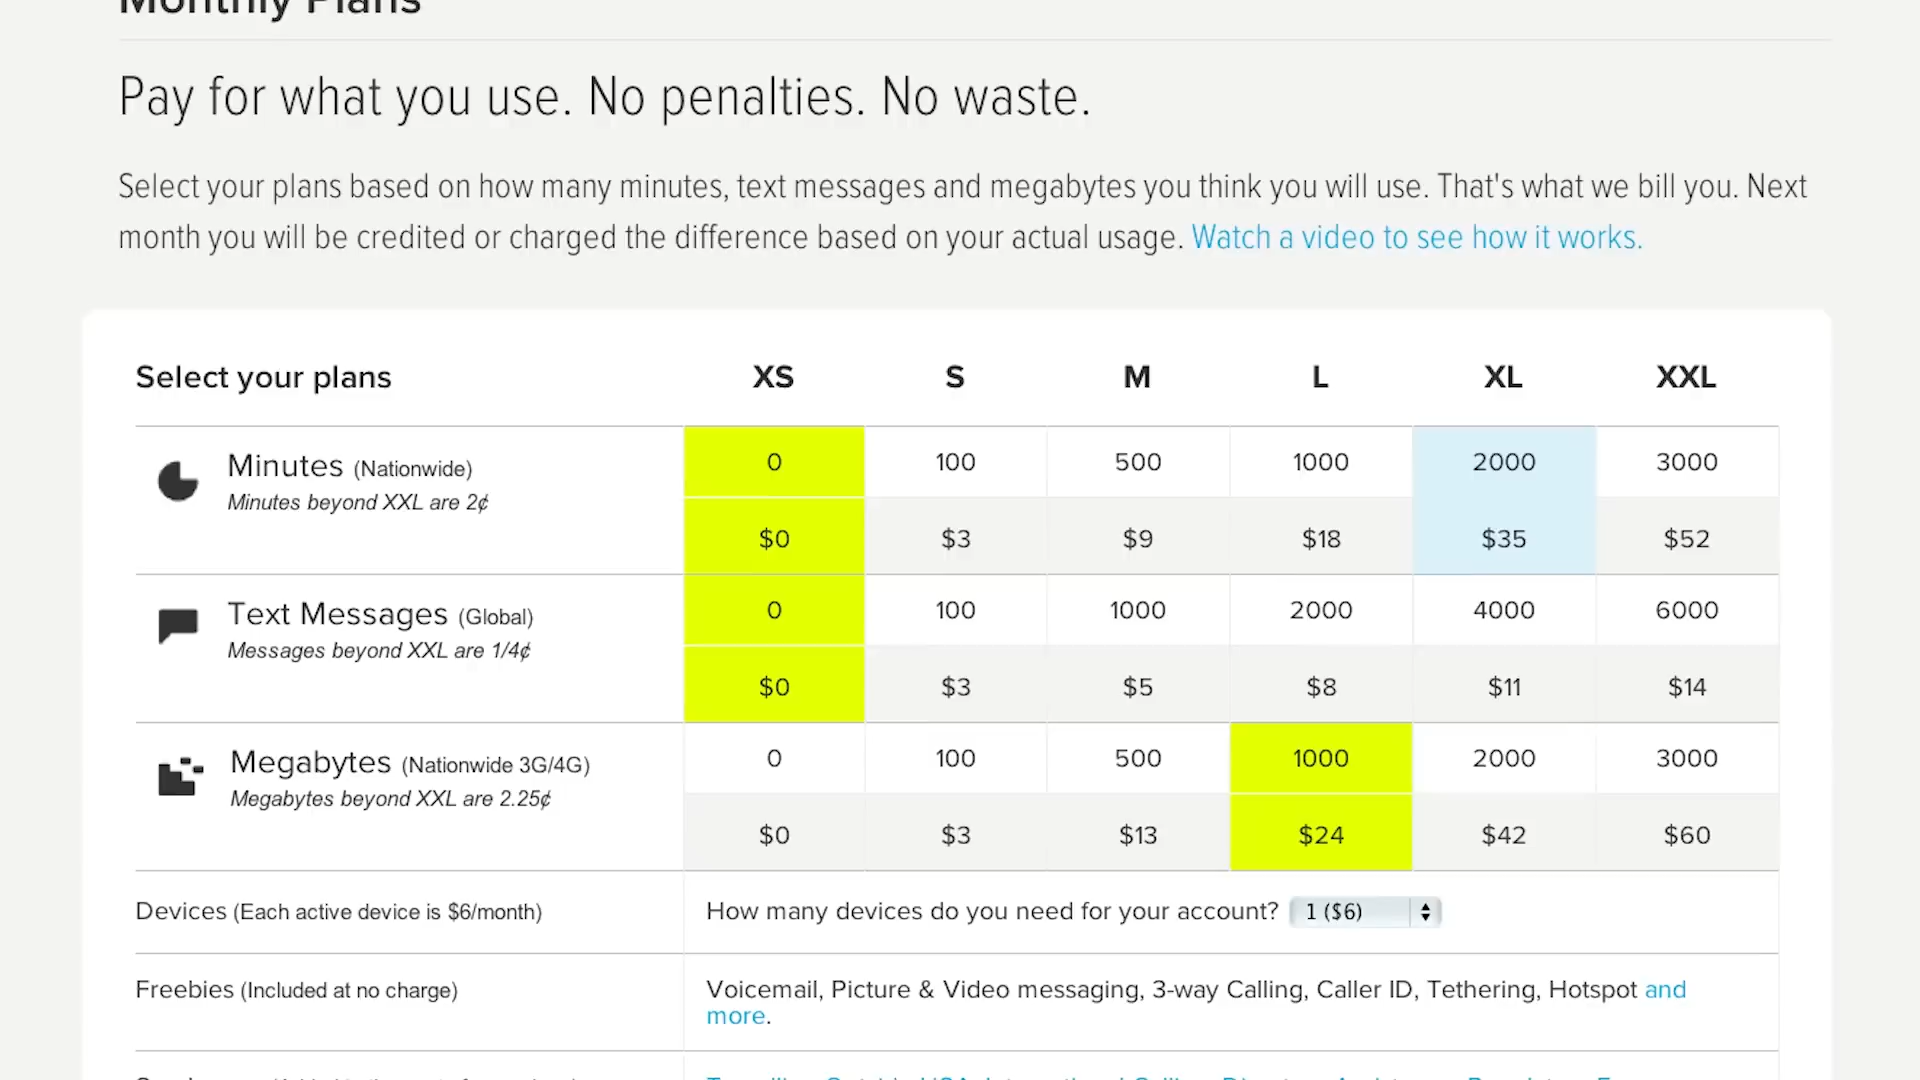 Monthly Plans
Pay for what you use. No penalties. No waste.
Select your plans based on how many minutes, text messages and megabytes you think you will use. That's what we bill you. Next
month you will be credited or charged the difference based on your actual usage. Watch a video to see how it works.
Select your plans XS S M L XL XXL
Minutes (Nationwide) 0 100 500 1000 2000 3000
Minutes beyond XXL are 2¢
$0 $3 $9 $18 $35 $52
Text Messages (Global) 0 100 1000 2000 4000 6000
Messages beyond XXL are 1/4¢
$0 $3 $5 $8 $11 $14
Megabytes (Nationwide 3G/4G) 0 100 500 1000 2000 3000
Megabytes beyond XXL are 2.25¢
$0 $3 $13 $24 $42 $60
Devices (Each active device is $6/month) How many devices do you need for your account? 1 ($6)
Freebies (Included at no charge) Voicemail, Picture & Video messaging, 3-way Calling, Caller ID, Tethering, Hotspot and
more.